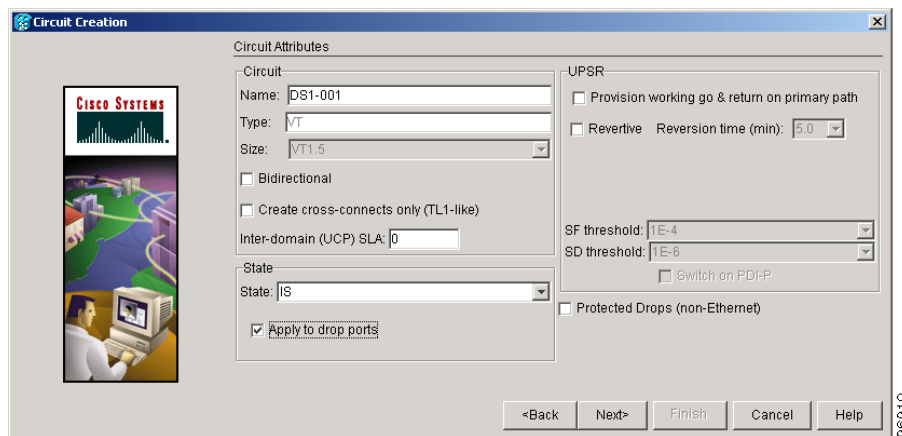 Circuit Creation
Circuit Attributes
CISCO SYSTEMS
Circuit
Name: DS1-001
Type: VT
Size: VT1.5
Bidirectional
Create cross-connects only (TL1-like)
Inter-domain (UCP) SLA: 0
State
State: IS
Apply to drop ports
UPSR
Provision working go & return on primary path
Revertive Reversion time (min): 5.0
SF threshold: 1E-4
SD threshold: 1E-6
Switch on PDI-P
Protected Drops (non-Ethernet)
<Back Next> Finish Cancel Help